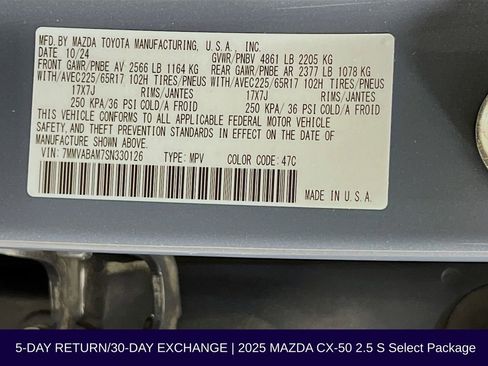 MFD. BY MAZDA TOYOTA MANUFACTURING, U.S.A., INC.
DATE 10/24 GVWR/PNBV 4861 LB 2205 KG
FRONT GAWR/PNBE AV 2566 LB 1164 KG REAR GAWR/PNBE AR 2377 LB 1078 KG
WITH/AVEC225/65R17 102H TIRES/PNEUS WITH/AVEC225/65R17 102H TIRES/PNEUS
17X7J RIMS/JANTES 17X7J RIMS/JANTES
250 KPA/36 PSI COLD/A FROID 250 KPA/36 PSI COLD/A FROID
THIS VEHICLE CONFORMS TO ALL APPLICABLE FEDERAL MOTOR VEHICLE
SAFETY AND THEFT PREVENTION STANDARDS IN EFFECT ON THE DATE OF
MANUFACTURE SHOWN ABOVE.
VIN: 7MMVABAM7SN330126 TYPE: MPV COLOR CODE: 47C
MADE IN U.S.A.
5-DAY RETURN/30-DAY EXCHANGE | 2025 MAZDA CX-50 2.5 S Select Package